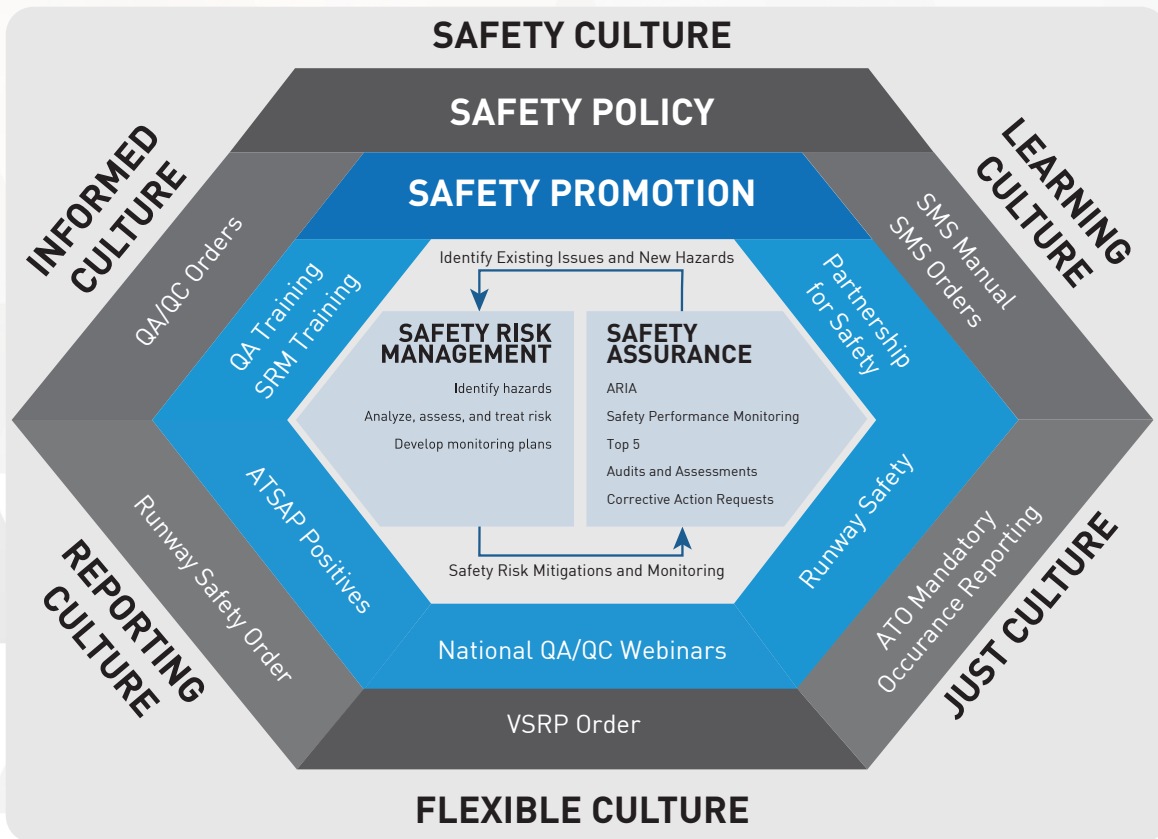 SAFETY CULTURE
SAFETY POLICY
SAFETY PROMOTION
INFORMED
CULTURE
LEARNING
CULTURE
QA/QC Orders
QA Training
SRM Training
Partnership
for Safety
SMS Manual
SMS Orders
Identify Existing Issues and New Hazards
SAFETY RISK
MANAGEMENT
Identify hazards
Analyze, assess, and treat risk
Develop monitoring plans
SAFETY
ASSURANCE
ARIA
Safety Performance Monitoring
Top 5
Audits and Assessments
Corrective Action Requests
Safety Risk Mitigations and Monitoring
REPORTING
CULTURE
Runway Safety Order
ATSAP Positives
Runway Safety
ATO Mandatory
Occurance Reporting
JUST CULTURE
National QA/QC Webinars
VSRP Order
FLEXIBLE CULTURE